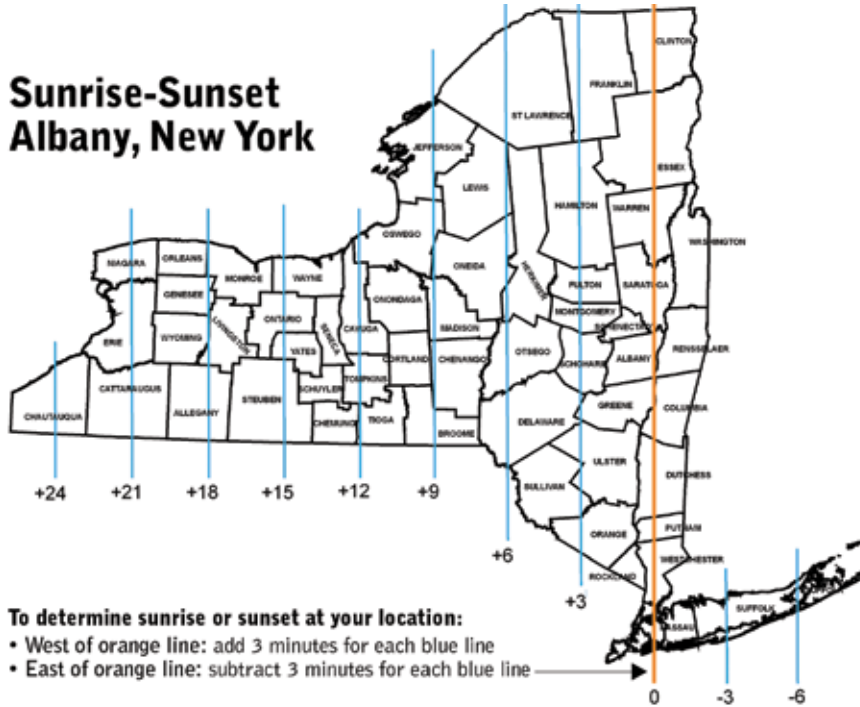 Sunrise-Sunset
Albany, New York
CLINTON
FRANKLIN
ST LAWRENCE
JEFFERSON
ESSEX
LEWIS
HAMILTON
WARREN
OSWEGO
WASHINGTON
NIAGARA
ORLEANS
ONEIDA
HERKIMER
MONROE
WAYNE
FULTON
SARATOGA
GENESEE
ONONDAGA
MONTGOMERY
ONTARIO
CAYUGA
MADISON
SCHENECTADY
ERIE
WYOMING
LIVINGSTON
SENECA
YATES
CORTLAND
CHENANGO
OTSEGO
SCHOHARIE
ALBANY
RENSSELAER
CATTARAUGUS
SCHUYLER
TOMPKINS
CHAUTAUQUA
ALLEGANY
STEUBEN
CHEMUNG
TIOGA
BROOME
DELAWARE
GREENE
COLUMBIA
ULSTER
SULLIVAN
DUTCHESS
ORANGE
PUTNAM
ROCKLAND
WESTCHESTER
SUFFOLK
NASSAU
+24
+21
+18
+15
+12
+9
+6
+3
0
-3
-6
To determine sunrise or sunset at your location:
• West of orange line: add 3 minutes for each blue line
• East of orange line: subtract 3 minutes for each blue line